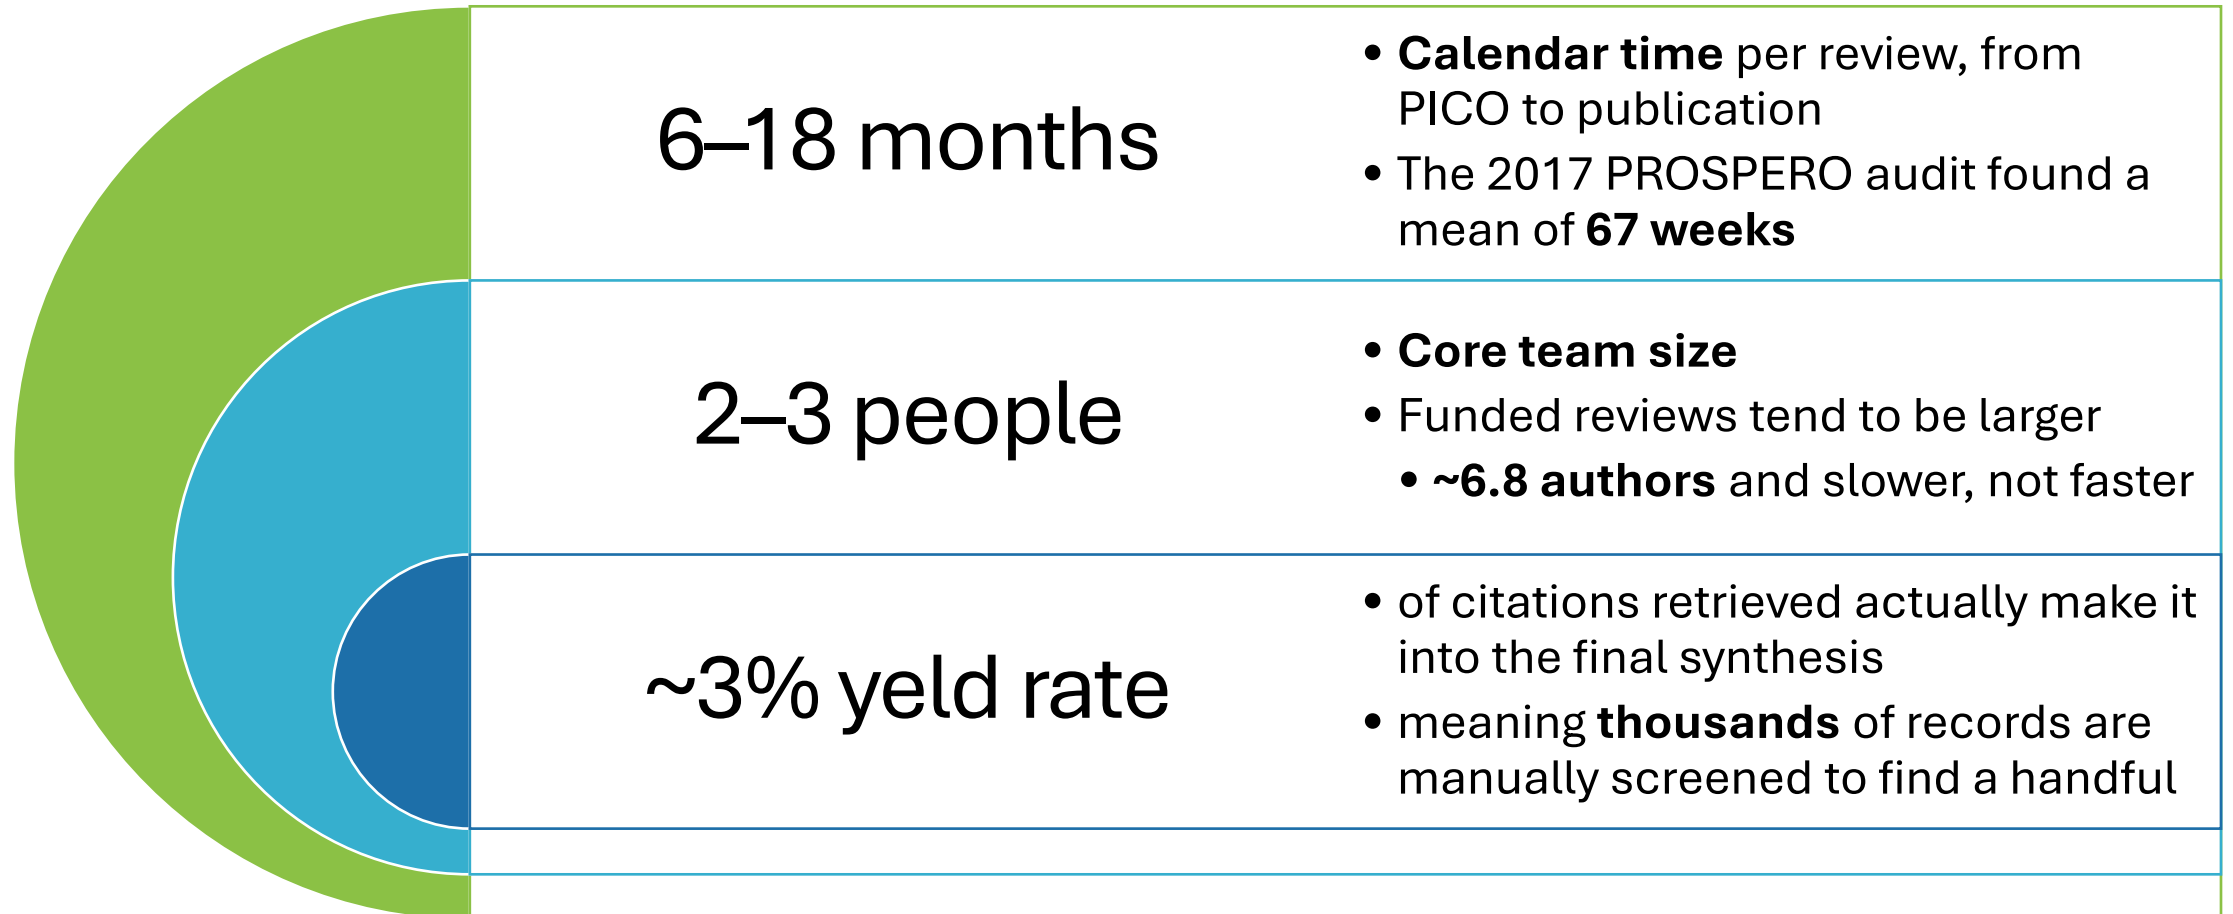 6–18 months
• Calendar time per review, from
PICO to publication
• The 2017 PROSPERO audit found a
mean of 67 weeks
2–3 people
• Core team size
• Funded reviews tend to be larger
• ~6.8 authors and slower, not faster
~3% yeld rate
• of citations retrieved actually make it
into the final synthesis
• meaning thousands of records are
manually screened to find a handful